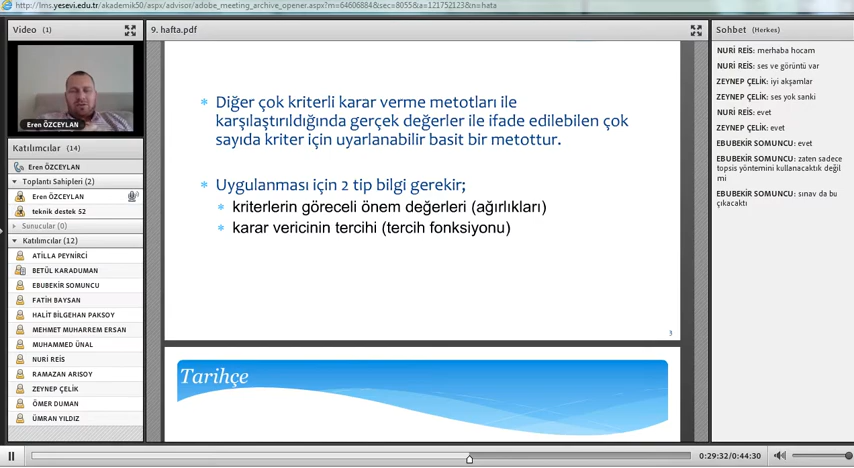 http://lms.yesevi.edu.tr/akademik50/aspx/advisor/adobe_meeting_archive_opener.aspx?m=64606884&sec=8055&a=121752123&n=hata
Video (1)
Eren ÖZCEYLAN
Katılımcılar (14)
Eren ÖZCEYLAN
Toplantı Sahipleri (2)
Eren ÖZCEYLAN
teknik destek 52
Sunucular (0)
Katılımcılar (12)
ATİLLA PEYNİRCİ
BETÜL KARADUMAN
EBUBEKİR SOMUNCU
FATİH BAYSAN
HALİT BİLGEHAN PAKSOY
MEHMET MUHARREM ERSAN
MUHAMMED ÜNAL
NURİ REİS
RAMAZAN ARISOY
ZEYNEP ÇELİK
ÖMER DUMAN
ÜMRAN YILDIZ
9. hafta.pdf
* Diğer çok kriterli karar verme metotları ile
karşılaştırıldığında gerçek değerler ile ifade edilebilen çok
sayıda kriter için uyarlanabilir basit bir metottur.
* Uygulanması için 2 tip bilgi gerekir;
* kriterlerin göreceli önem değerleri (ağırlıkları)
* karar vericinin tercihi (tercih fonksiyonu)
3
Tarihçe
Sohbet (Herkes)
NURİ REİS: merhaba hocam
NURİ REİS: ses ve görüntü var
ZEYNEP ÇELİK: iyi akşamlar
ZEYNEP ÇELİK: ses yok sanki
NURİ REİS: evet
ZEYNEP ÇELİK: evet
EBUBEKİR SOMUNCU: evet
EBUBEKİR SOMUNCU: zaten sadece
topsis yöntemini kullanacaktık değil
mi
EBUBEKİR SOMUNCU: sınav da bu
çıkacaktı
0:29:32/0:44:30